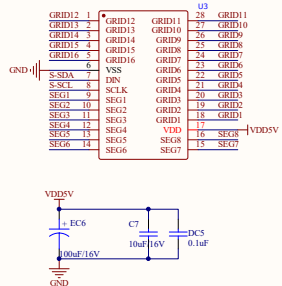 U3
GRID12 1 GRID12 GRID11 28 GRID11
GRID13 2 GRID13 GRID10 27 GRID10
GRID14 3 GRID14 GRID9 26 GRID9
GRID15 4 GRID15 GRID8 25 GRID8
GRID16 5 GRID16 GRID7 24 GRID7
GND 6 VSS GRID6 23 GRID6
S-SDA 7 DIN GRID5 22 GRID5
S-SCL 8 SCLK GRID4 21 GRID4
SEG1 9 SEG1 GRID3 20 GRID3
SEG2 10 SEG2 GRID2 19 GRID2
SEG3 11 SEG3 GRID1 18 GRID1
SEG4 12 SEG4 VDD 17 VDD5V
SEG5 13 SEG5 SEG8 16 SEG8
SEG6 14 SEG6 SEG7 15 SEG7
VDD5V
+ EC6 C7 DC5
100uF/16V 10uF/16V 0.1uF
GND